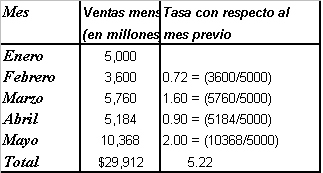 Mes Ventas mens Tasa con respecto al
(en millones mes previo
Enero 5,000
Febrero 3,600 0.72 = (3600/5000)
Marzo 5,760 1.60 = (5760/5000)
Abril 5,184 0.90 = (5184/5000)
Mayo 10,368 2.00 = (10368/5000)
Total $29,912 5.22